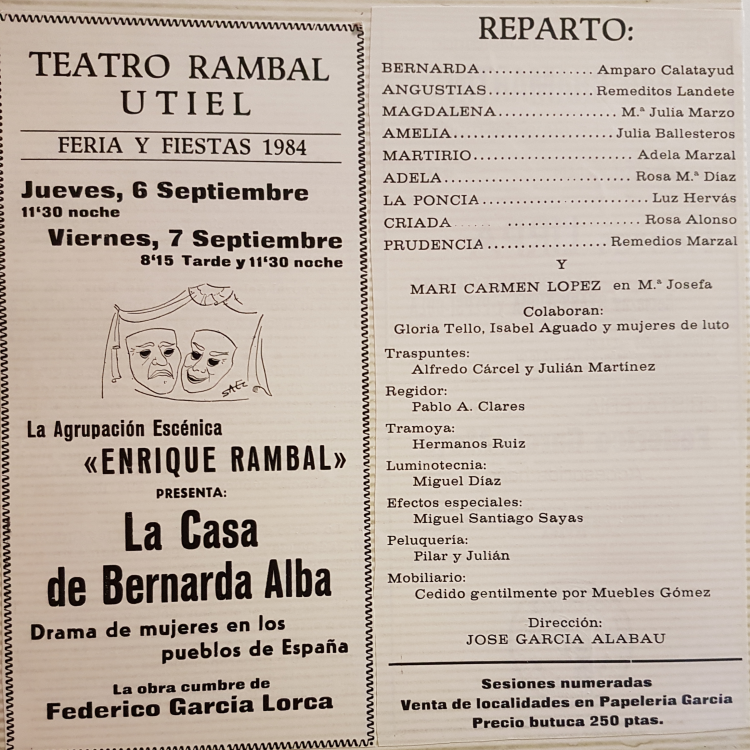 TEATRO RAMBAL
UTIEL
FERIA Y FIESTAS 1984
Jueves, 6 Septiembre
11'30 noche
Viernes, 7 Septiembre
8'15 Tarde y 11'30 noche
SAEZ
La Agrupación Escénica
«ENRIQUE RAMBAL»
PRESENTA:
La Casa
de Bernarda Alba
Drama de mujeres en los
pueblos de España
La obra cumbre de
Federico García Lorca
REPARTO:
BERNARDA................ Amparo Calatayud
ANGUSTIAS................ Remeditos Landete
MAGDALENA................. M.ª Julia Marzo
AMELIA....................... Julia Ballesteros
MARTIRIO....................... Adela Marzal
ADELA....................... Rosa M.ª Díaz
LA PONCIA....................... Luz Hervás
CRIADA ................... Rosa Alonso
PRUDENCIA................. Remedios Marzal
Y
MARI CARMEN LOPEZ en M.ª Josefa
Colaboran:
Gloria Tello, Isabel Aguado y mujeres de luto
Traspuntes:
Alfredo Cárcel y Julián Martínez
Regidor:
Pablo A. Clares
Tramoya:
Hermanos Ruiz
Luminotecnia:
Miguel Díaz
Efectos especiales:
Miguel Santiago Sayas
Peluquería:
Pilar y Julián
Mobiliario:
Cedido gentilmente por Muebles Gómez
Dirección:
JOSE GARCIA ALABAU
Sesiones numeradas
Venta de localidades en Papelería García
Precio butuca 250 ptas.